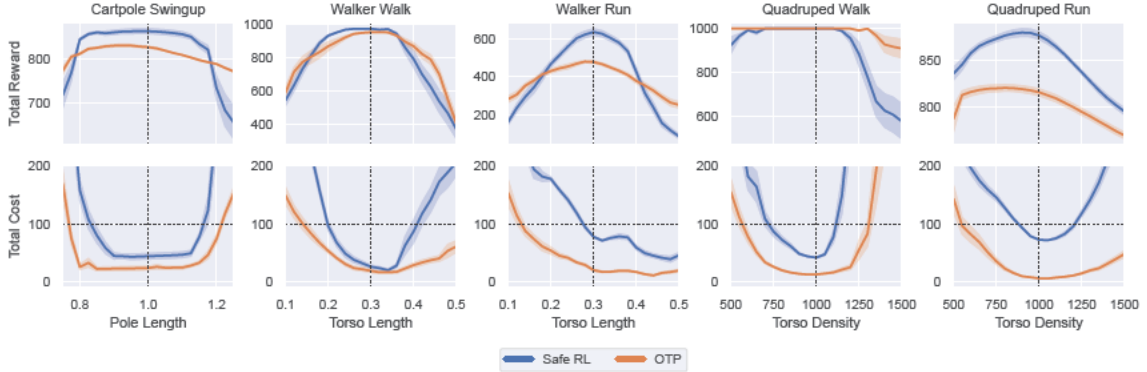 Cartpole Swingup Walker Walk Walker Run Quadruped Walk Quadruped Run
Total Reward
800
700
1000
800
600
400
600
400
200
1000
800
600
850
800
Total Cost
200
100
0
200
100
0
200
100
0
200
100
0
200
100
0
0.8 1.0 1.2
0.1 0.2 0.3 0.4 0.5
0.1 0.2 0.3 0.4 0.5
500 750 1000 1250 1500
500 750 1000 1250 1500
Pole Length Torso Length Torso Length Torso Density Torso Density
Safe RL OTP